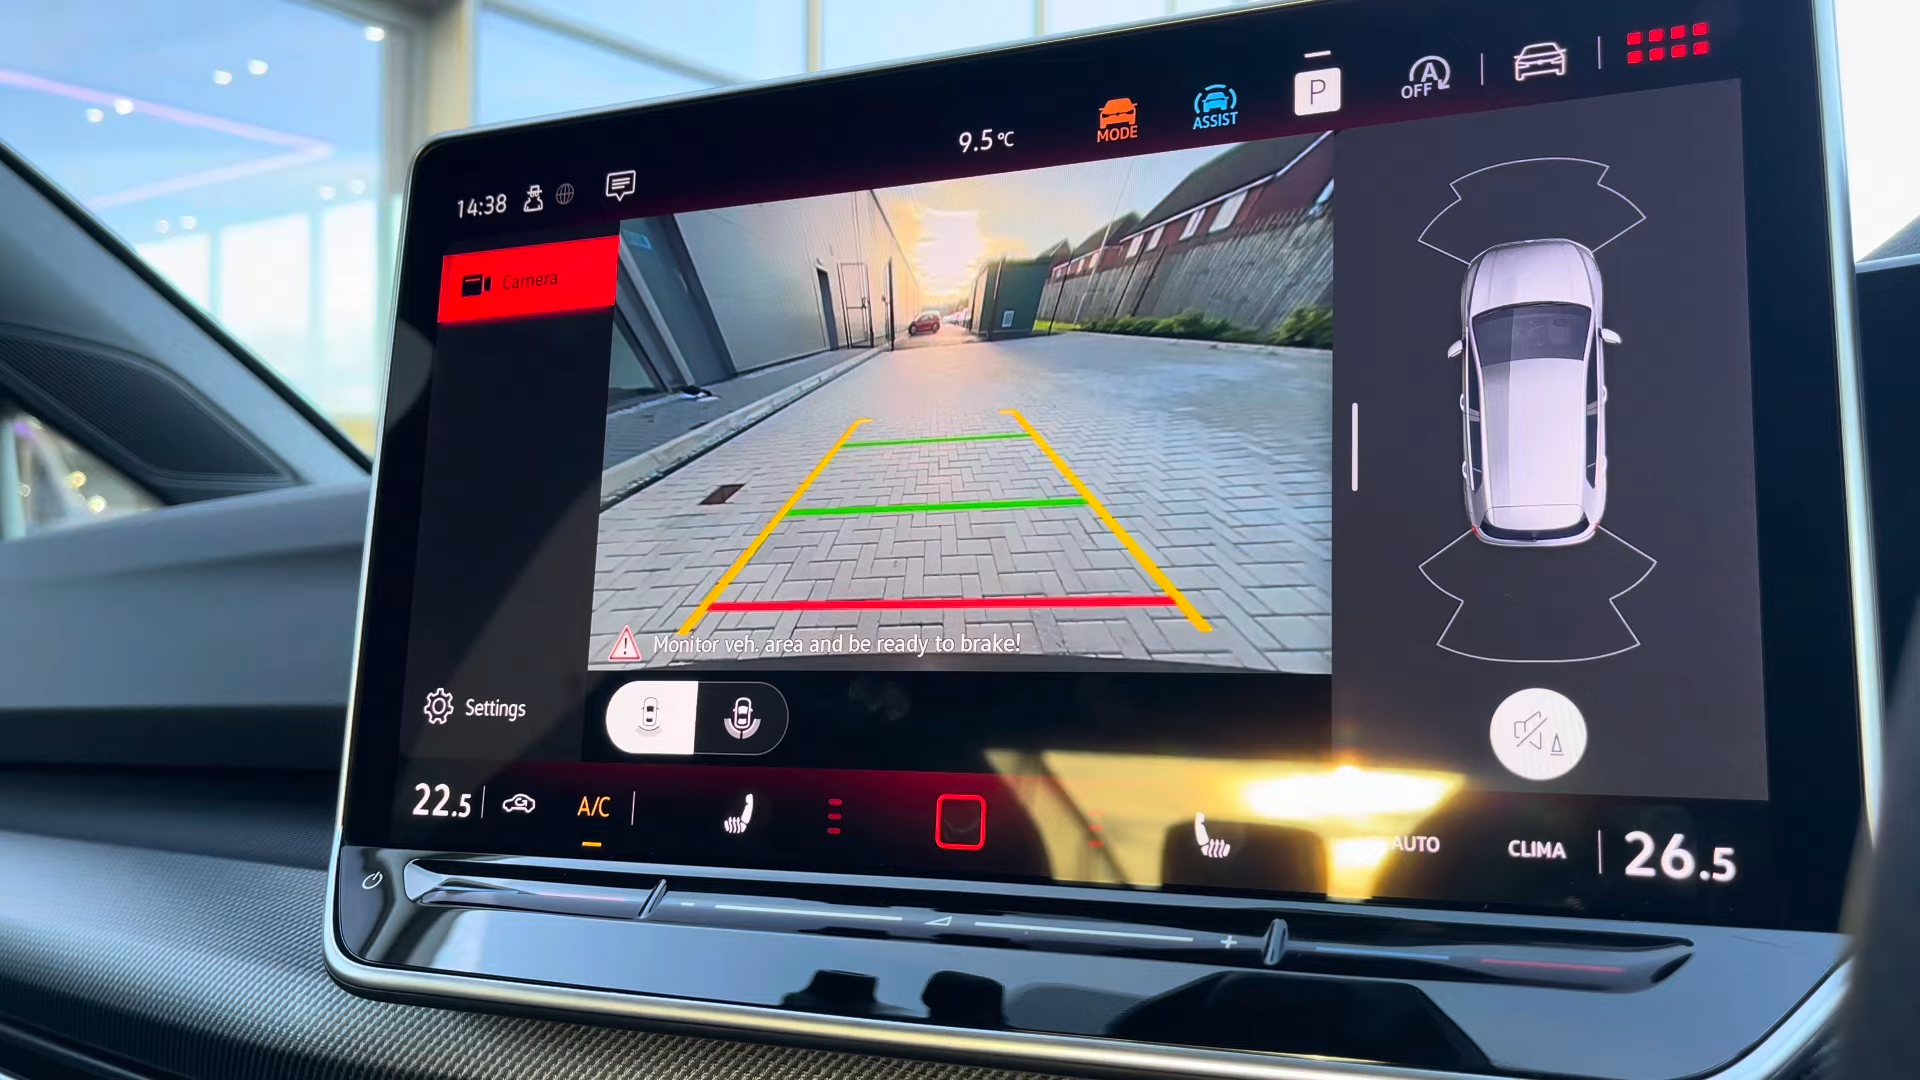 9.5°C
MODE
ASSIST
P
A
OFF
14:38
Camera
Monitor veh. area and be ready to brake!
Settings
22.5
A/C
AUTO
CLIMA
26.5
- +